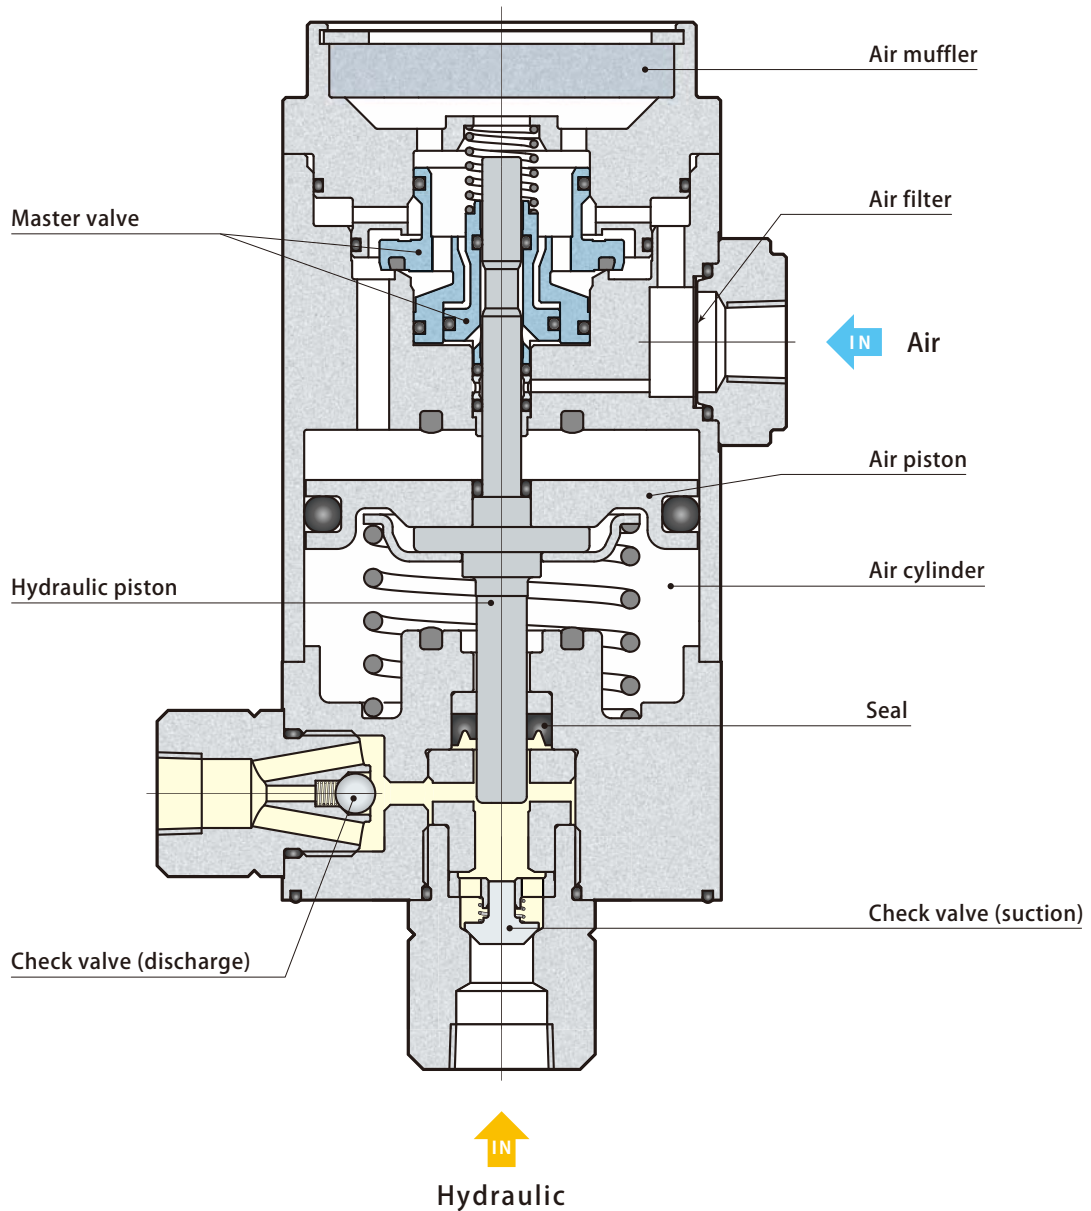 Air muffler
Air filter
Master valve
IN Air
Air piston
Air cylinder
Hydraulic piston
Seal
Check valve (suction)
Check valve (discharge)
IN
Hydraulic